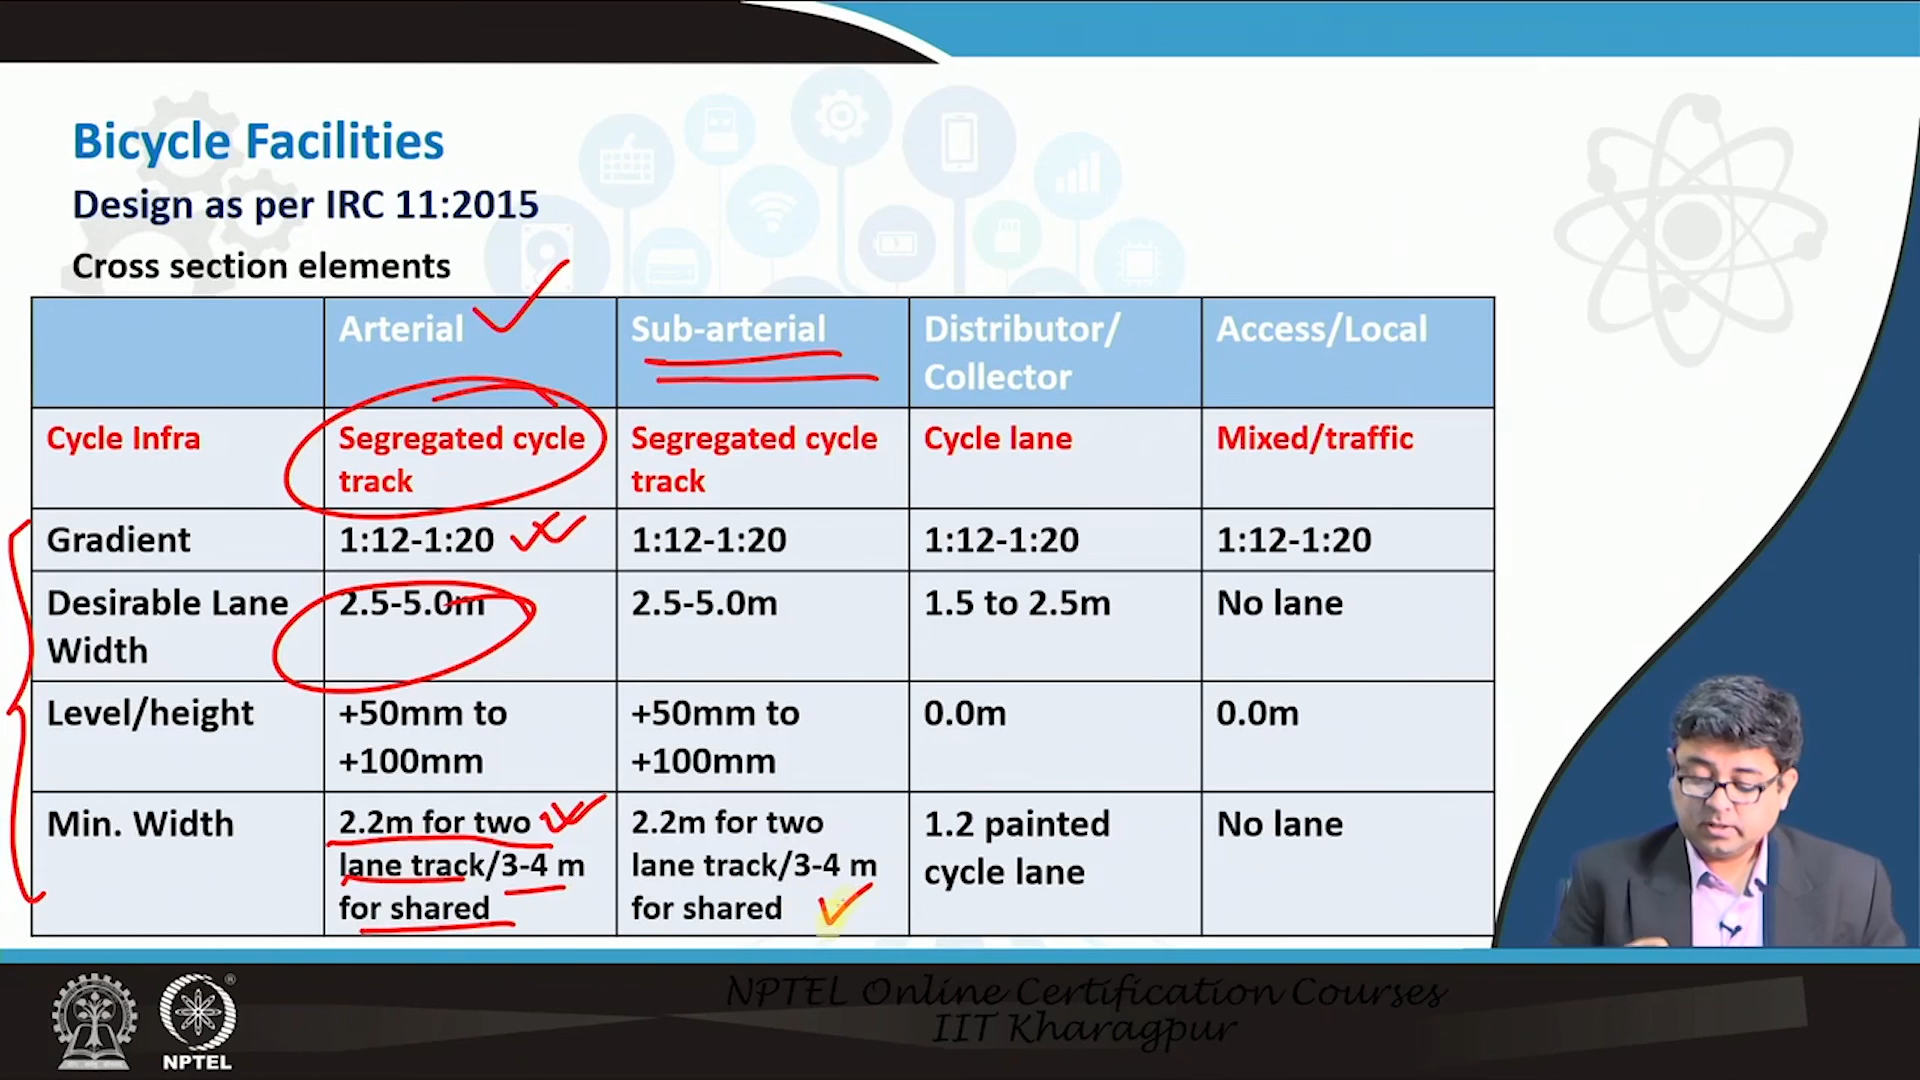 Bicycle Facilities
Design as per IRC 11:2015
Cross section elements
Arterial
Sub-arterial
Distributor/
Collector
Access/Local
Cycle Infra
Segregated cycle
track
Segregated cycle
track
Cycle lane
Mixed/traffic
Gradient
1:12-1:20
1:12-1:20
1:12-1:20
1:12-1:20
Desirable Lane
Width
2.5-5.0m
2.5-5.0m
1.5 to 2.5m
No lane
Level/height
+50mm to
+100mm
+50mm to
+100mm
0.0m
0.0m
Min. Width
2.2m for two
lane track/3-4 m
for shared
2.2m for two
lane track/3-4 m
for shared
1.2 painted
cycle lane
No lane
NPTEL Online Certification Courses
IIT Kharagpur
®
NPTEL